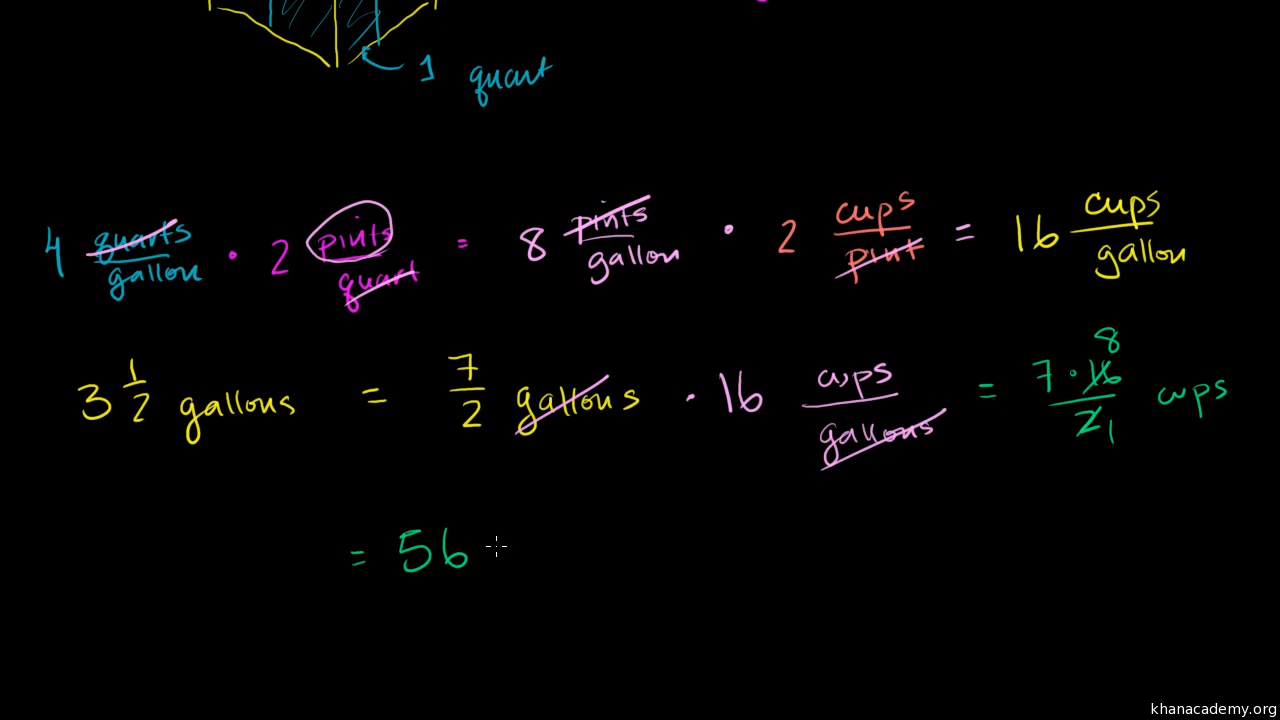 1 quart
4 quarts/gallon · 2 pints/quart = 8 pints/gallon · 2 cups/pint = 16 cups/gallon
3 1/2 gallons = 7/2 gallons · 16 cups/gallons = 7·16 8/2 1 cups
= 56
khanacademy.org